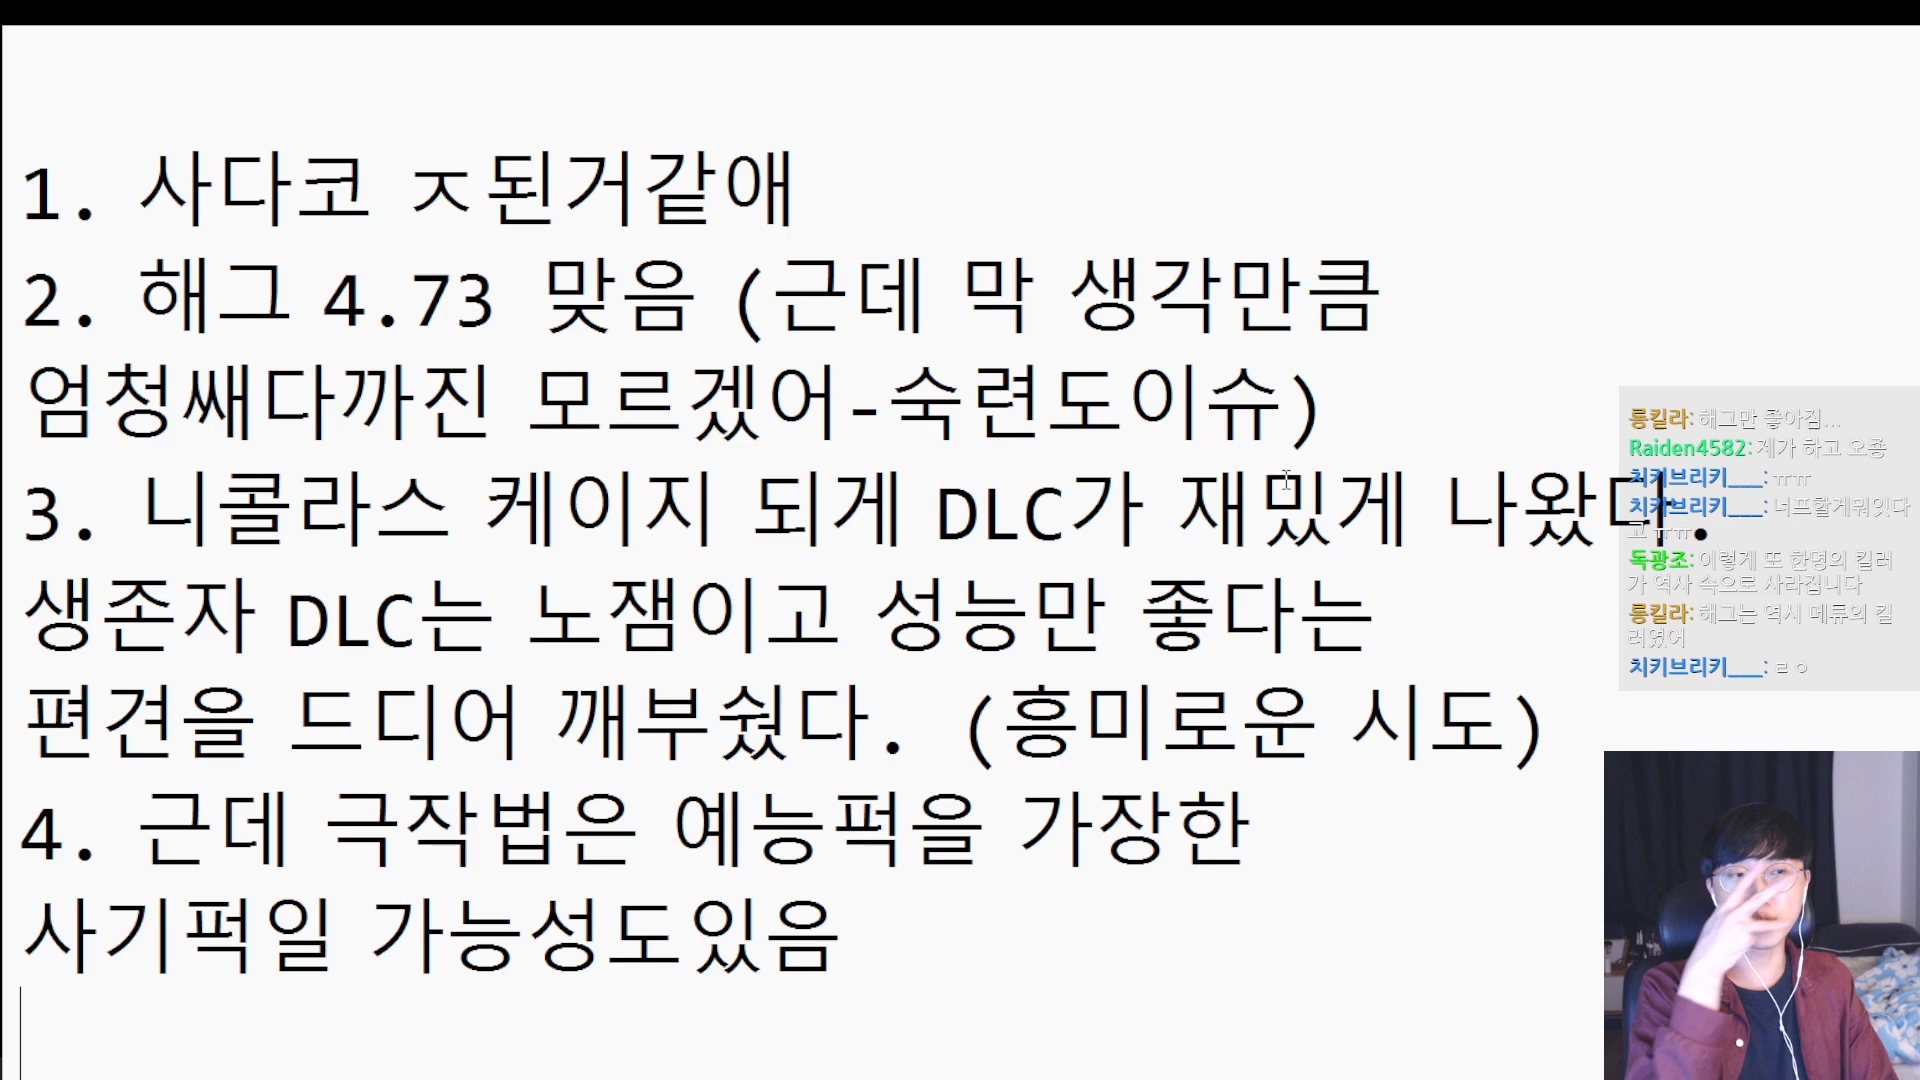 1. 사다코 ㅈ된거같애
2. 해그 4.73 맞음 (근데 막 생각만큼
엄청쌔다까진 모르겠어-숙련도이슈)
3. 니콜라스 케이지 되게 DLC가 재밌게 나왔다.
생존자 DLC는 노잼이고 성능만 좋다는
편견을 드디어 깨부쉈다. (흥미로운 시도)
4. 근데 극작법은 예능퍽을 가장한
사기퍽일 가능성도있음
룡킬라: 해그만 좋아짐...
Raiden4582: 제가 하고 오죵
치키브리키___: ㅠㅠ
치키브리키___: 너프할게뭐잇다
고 ㅠㅠ
독광조: 이렇게 또 한명의 킬러
가 역사 속으로 사라집니다
룡킬라: 해그는 역시 메튜의 킬
러였어
치키브리키___: ㄹㅇ